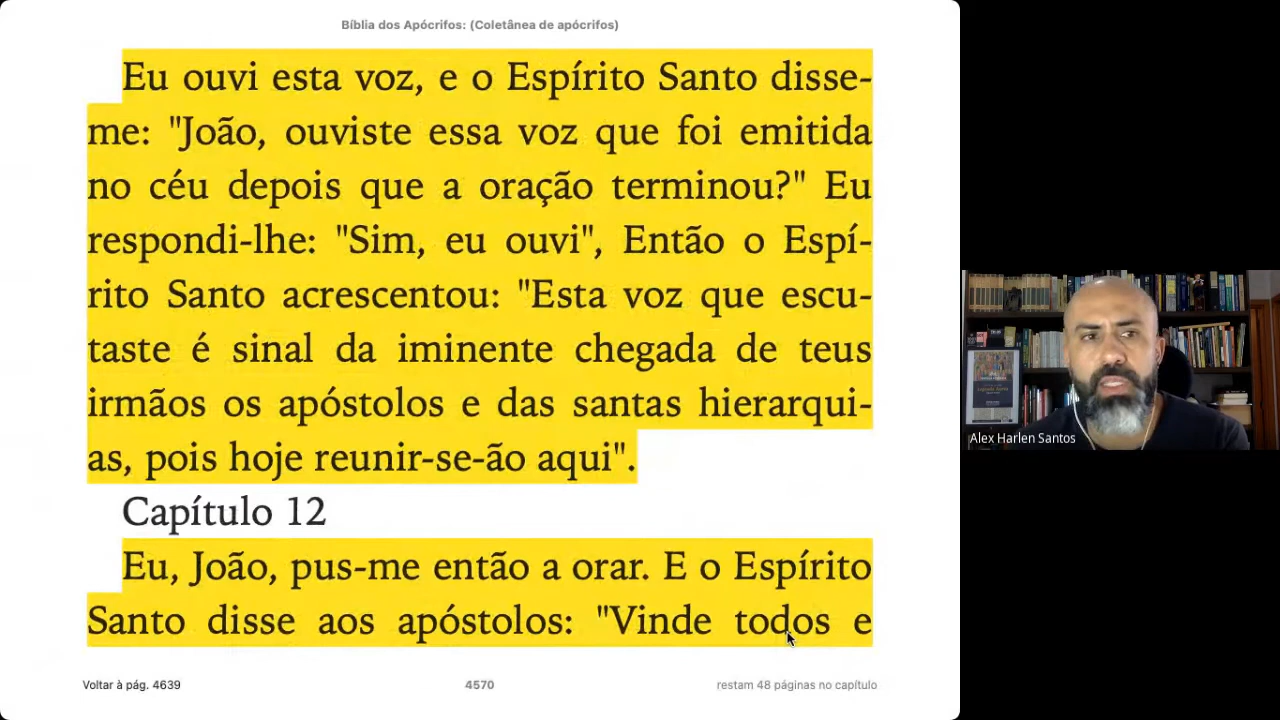 Bíblia dos Apócrifos: (Coletânea de apócrifos)
Eu ouvi esta voz, e o Espírito Santo disse-
me: "João, ouviste essa voz que foi emitida
no céu depois que a oração terminou?" Eu
respondi-lhe: "Sim, eu ouvi", Então o Espí-
rito Santo acrescentou: "Esta voz que escu-
taste é sinal da iminente chegada de teus
irmãos os apóstolos e das santas hierarqui-
as, pois hoje reunir-se-ão aqui".
Capítulo 12
Eu, João, pus-me então a orar. E o Espírito
Santo disse aos apóstolos: "Vinde todos e
Voltar à pág. 4639
4570
restam 48 páginas no capítulo
Alex Harlen Santos